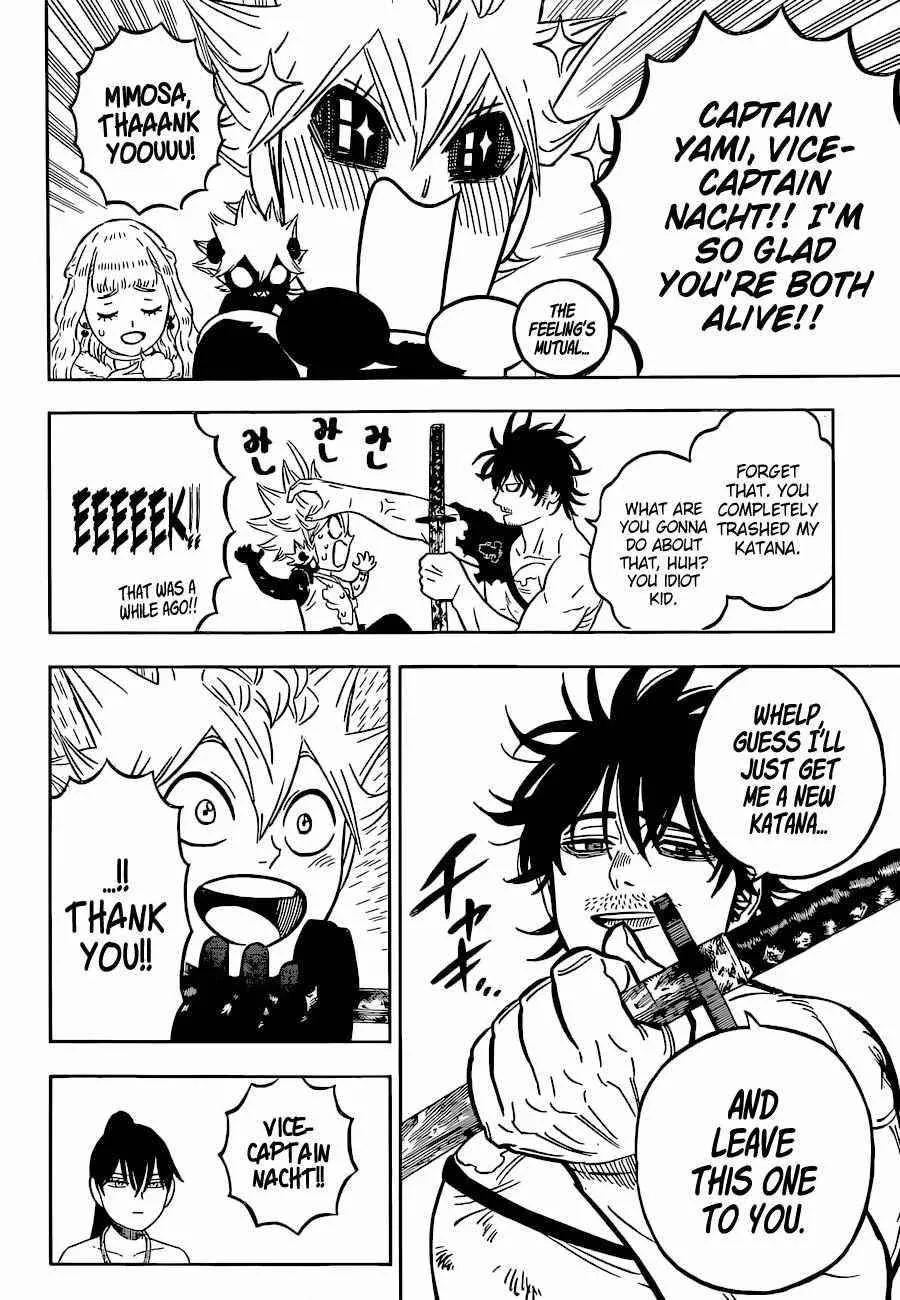 CAPTAIN
YAMI, VICE-
CAPTAIN
NACHT!! I'M
SO GLAD
YOU'RE BOTH
ALIVE!!
THE
FEELING'S
MUTUAL...
MIMOSA,
THAAANK
YOOUUU!
FORGET
THAT. YOU
COMPLETELY
TRASHED MY
KATANA.
WHAT ARE
YOU GONNA
DO ABOUT
THAT, HUH?
YOU IDIOT
KID.
EEEEEK!!
THAT WAS A
WHILE AGO!!
WHELP,
GUESS I'LL
JUST GET
ME A NEW
KATANA...
チャ
キ...
AND
LEAVE
THIS ONE
TO YOU.
...!!
THANK
YOU!!
VICE-
CAPTAIN
NACHT!!